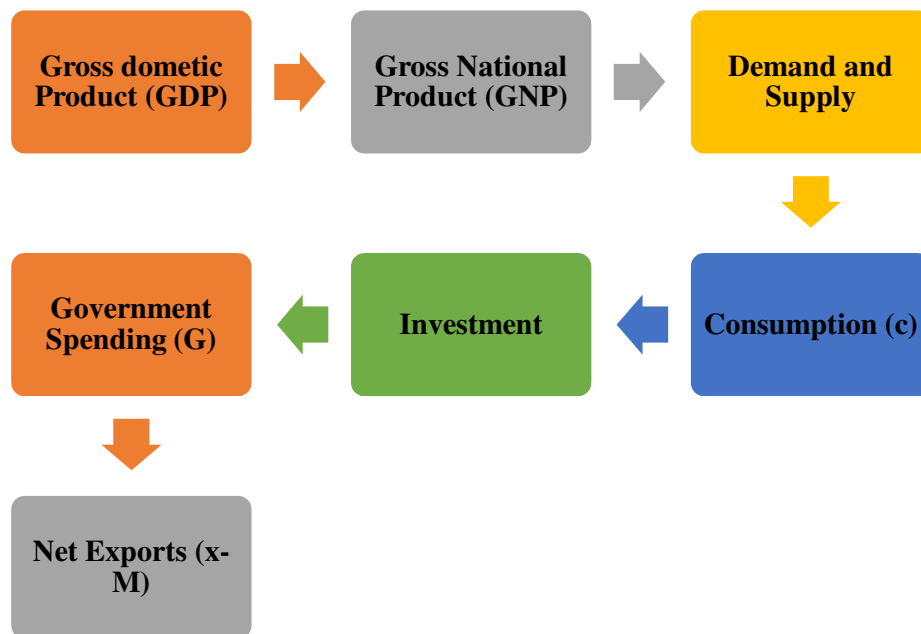 Gross dometic
Product (GDP)
Gross National
Product (GNP)
Demand and
Supply
Consumption (c)
Investment
Government
Spending (G)
Net Exports (x-
M)